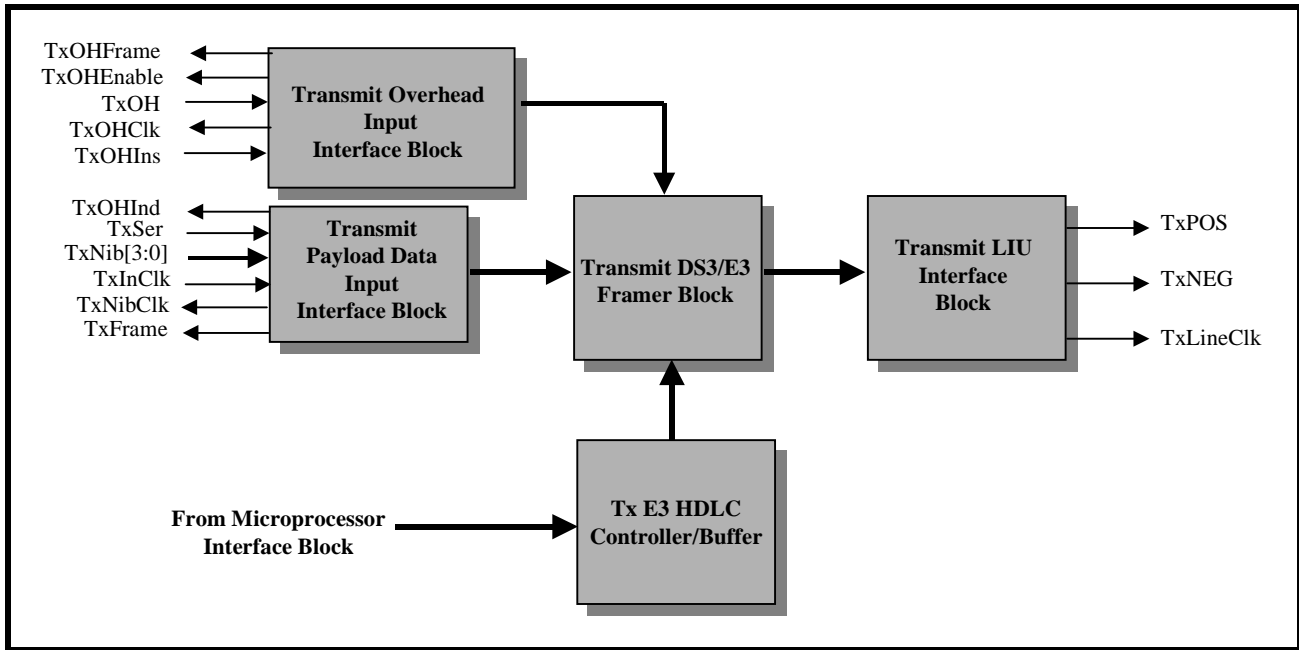 TxOHFrame
TxOHEnable
TxOH
TxOHClk
TxOHIns
Transmit Overhead
Input
Interface Block
TxOHInd
TxSer
TxNib[3:0]
TxInClk
TxNibClk
TxFrame
Transmit
Payload Data
Input
Interface Block
Transmit DS3/E3
Framer Block
Transmit LIU
Interface
Block
TxPOS
TxNEG
TxLineClk
From Microprocessor
Interface Block
Tx E3 HDLC
Controller/Buffer